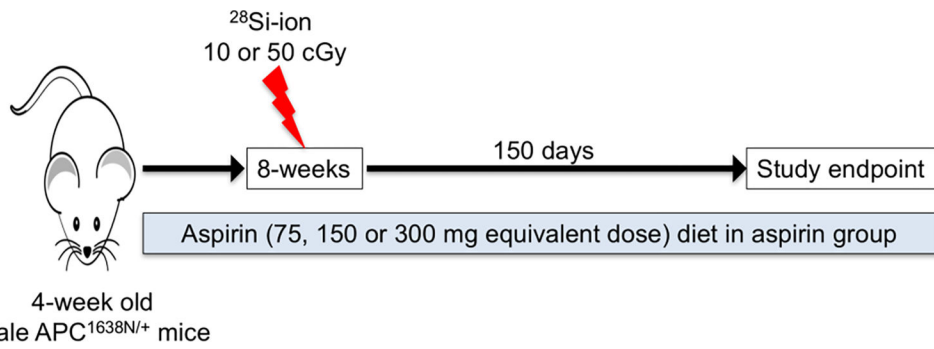 ²⁸Si-ion
10 or 50 cGy
8-weeks
150 days
Study endpoint
Aspirin (75, 150 or 300 mg equivalent dose) diet in aspirin group
4-week old
ale APC¹⁶³⁸ᴺ/⁺ mice